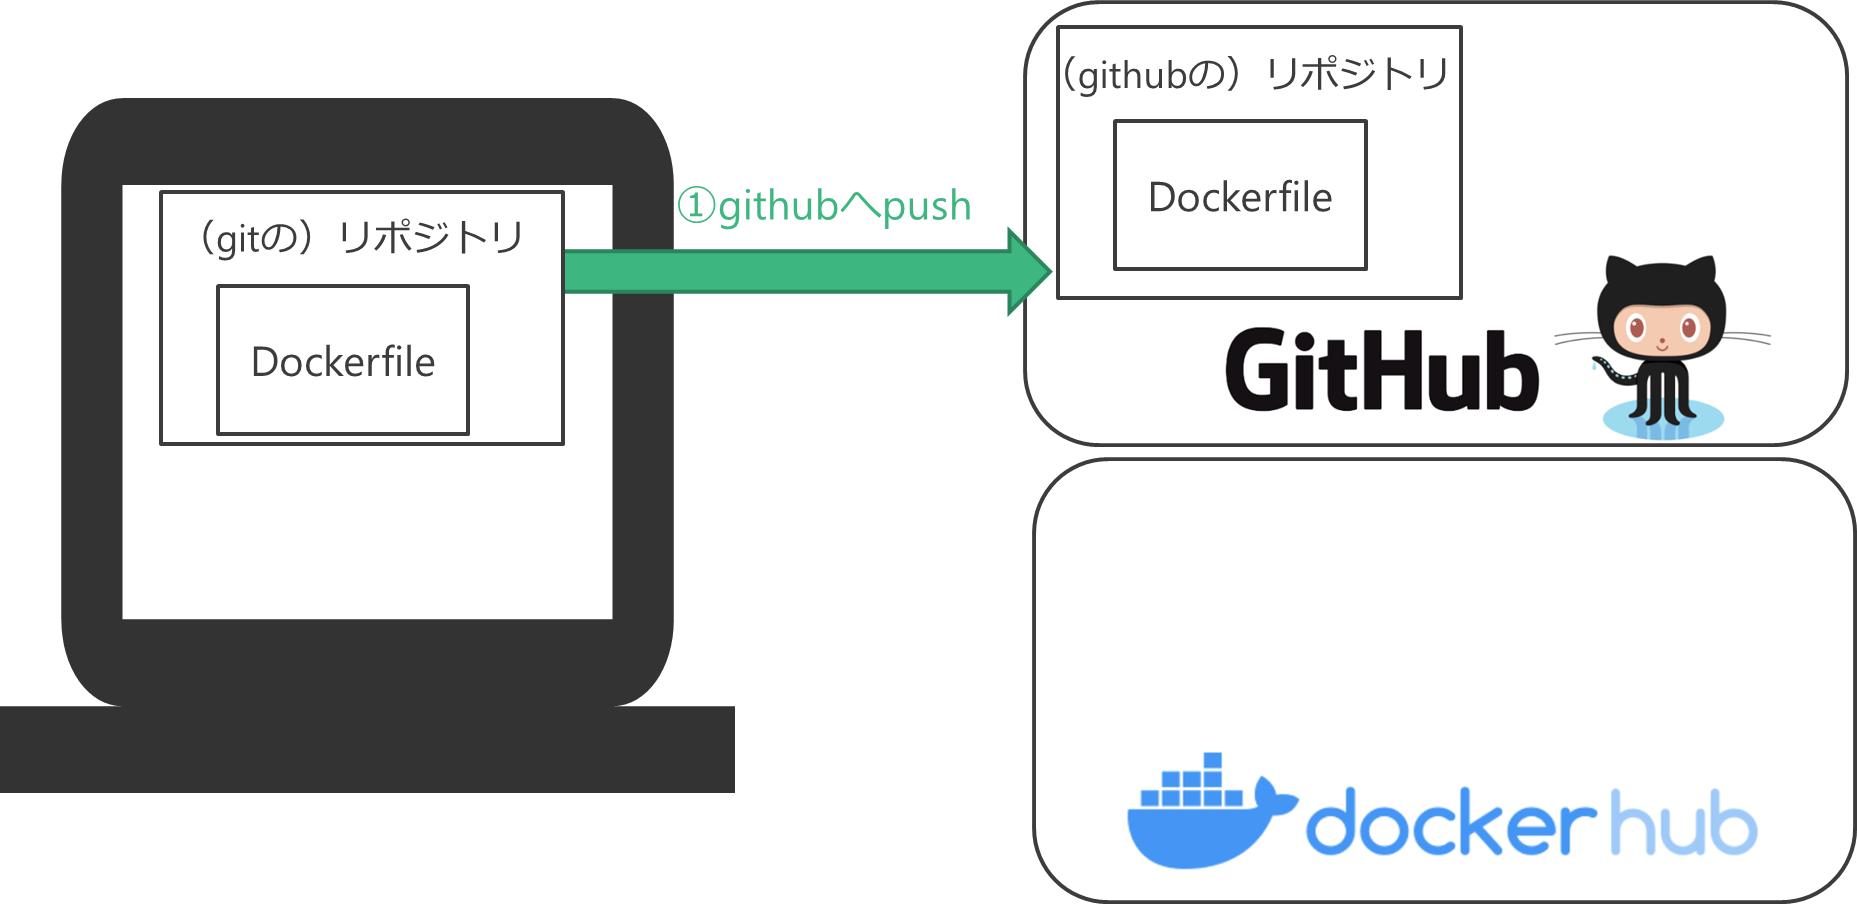 （gitの）リポジトリ
Dockerfile
①githubへpush
（githubの）リポジトリ
Dockerfile
GitHub
docker hub